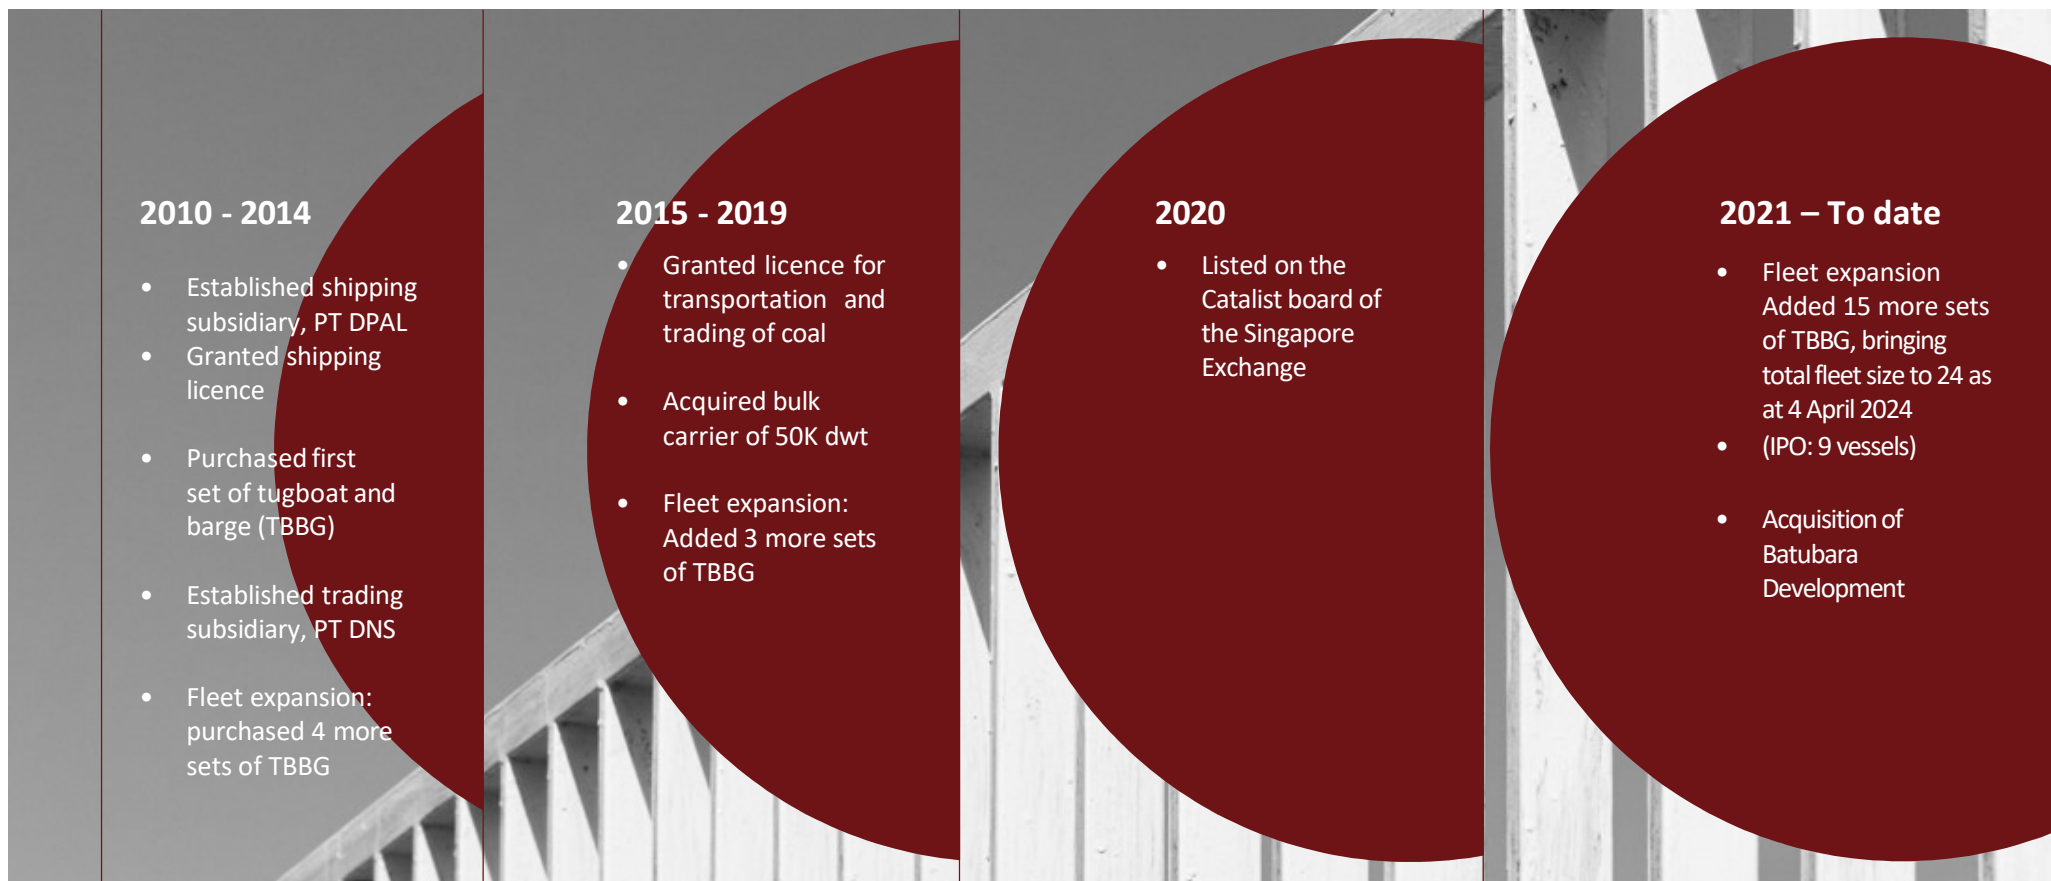 2010 - 2014
• Established shipping
subsidiary, PT DPAL
• Granted shipping
licence
• Purchased first
set of tugboat and
barge (TBBG)
• Established trading
subsidiary, PT DNS
• Fleet expansion:
purchased 4 more
sets of TBBG
2015 - 2019
• Granted licence for
transportation and
trading of coal
• Acquired bulk
carrier of 50K dwt
• Fleet expansion:
Added 3 more sets
of TBBG
2020
• Listed on the
Catalist board of
the Singapore
Exchange
2021 – To date
• Fleet expansion
Added 15 more sets
of TBBG, bringing
total fleet size to 24 as
at 4 April 2024
• (IPO: 9 vessels)
• Acquisition of
Batubara
Development